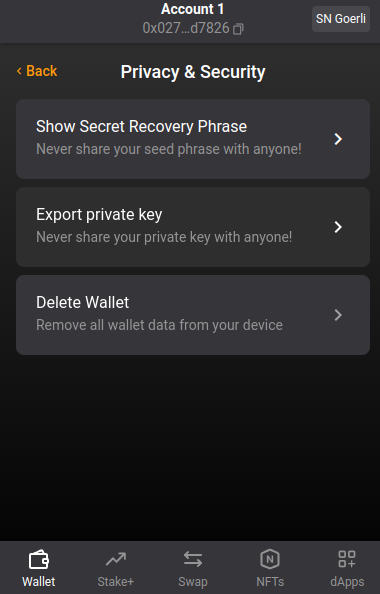 Account 1
0x027...d7826
SN Goerli
Back
Privacy & Security
Show Secret Recovery Phrase
Never share your seed phrase with anyone!
Export private key
Never share your private key with anyone!
Delete Wallet
Remove all wallet data from your device
Wallet
Stake+
Swap
N
NFTs
dApps